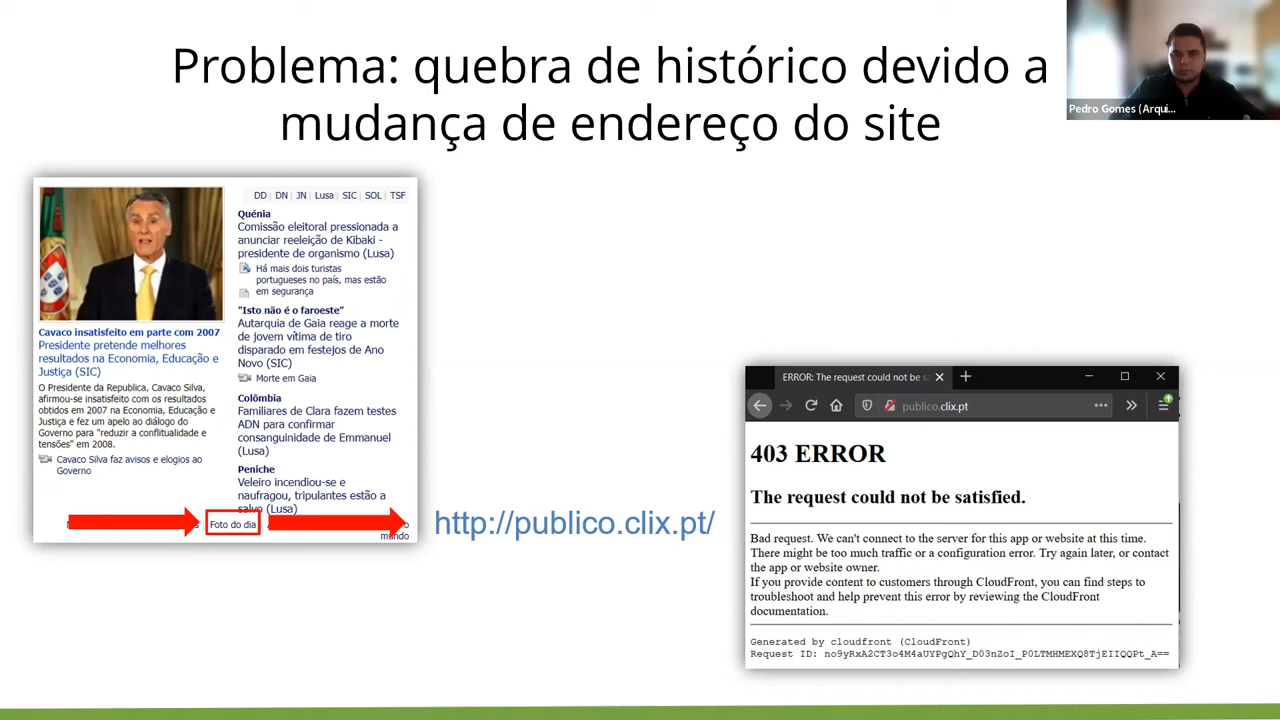 Problema: quebra de histórico devido a
mudança de endereço do site
Pedro Gomes (Arqui...
DD | DN | JN | Lusa | SIC | SOL | TSF
Quénia
Comissão eleitoral pressionada a
anunciar reeleição de Kibaki -
presidente de organismo (Lusa)
Há mais dois turistas
portugueses no país, mas estão
em segurança
"Isto não é o faroeste"
Autarquia de Gaia reage a morte
de jovem vítima de tiro
disparado em festejos de Ano
Novo (SIC)
Morte em Gaia
Colômbia
Familiares de Clara fazem testes
ADN para confirmar
consanguinidade de Emmanuel
(Lusa)
Peniche
Veleiro incendiou-se e
naufragou, tripulantes estão a
salvo (Lusa)
Cavaco insatisfeito em parte com 2007
Presidente pretende melhores
resultados na Economia, Educação e
Justiça (SIC)
O Presidente da Republica, Cavaco Silva,
afirmou-se insatisfeito com os resultados
obtidos em 2007 na Economia, Educação e
Justiça e fez um apelo ao diálogo do
Governo para "reduzir a conflitualidade e
tensões" em 2008.
Cavaco Silva faz avisos e elogios ao
Governo
Foto do dia
mundo
http://publico.clix.pt/
ERROR: The request could not be
publico.clix.pt
403 ERROR
The request could not be satisfied.
Bad request. We can't connect to the server for this app or website at this time.
There might be too much traffic or a configuration error. Try again later, or contact
the app or website owner.
If you provide content to customers through CloudFront, you can find steps to
troubleshoot and help prevent this error by reviewing the CloudFront
documentation.
Generated by cloudfront (CloudFront)
Request ID: no9yRxA2CT3o4M4aUYPgQhY_D03nZoI_P0LTMHMEXQ8TjEIIQQPt_A==